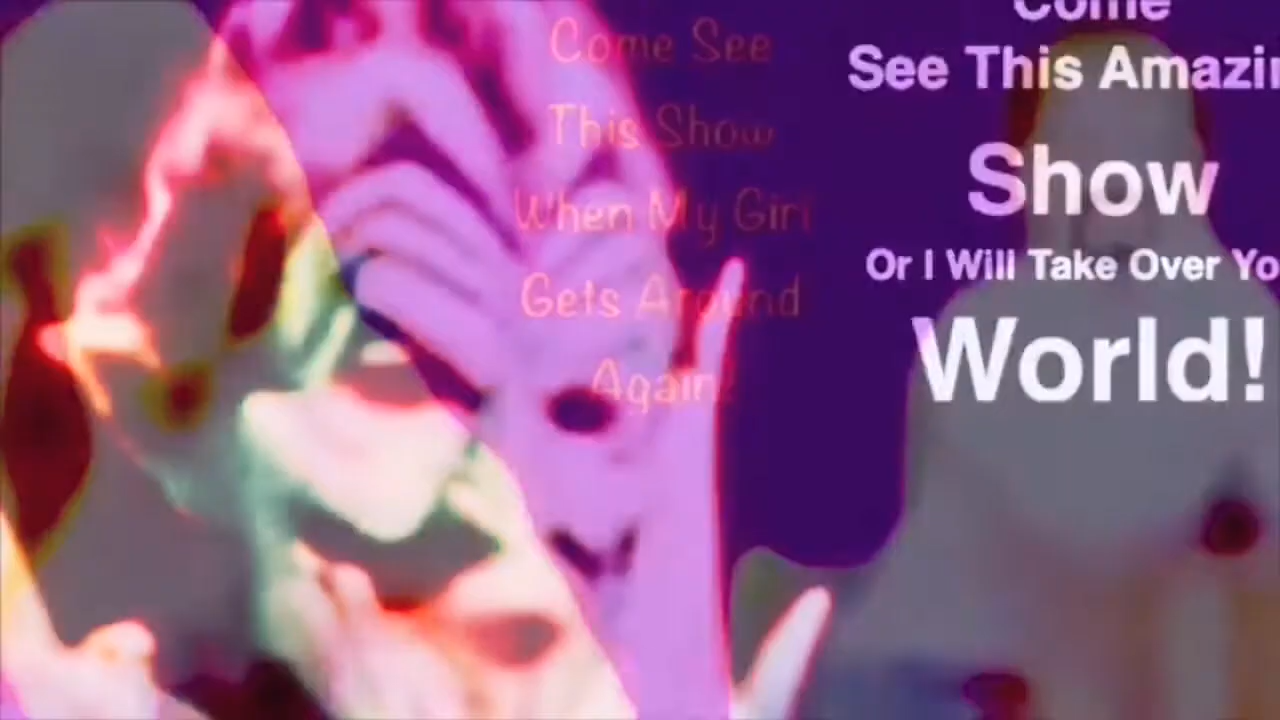 Come See
This Show
When My Girl
Gets Around
Again!
Come
See This Amazin
Show
Or I Will Take Over Yo
World!